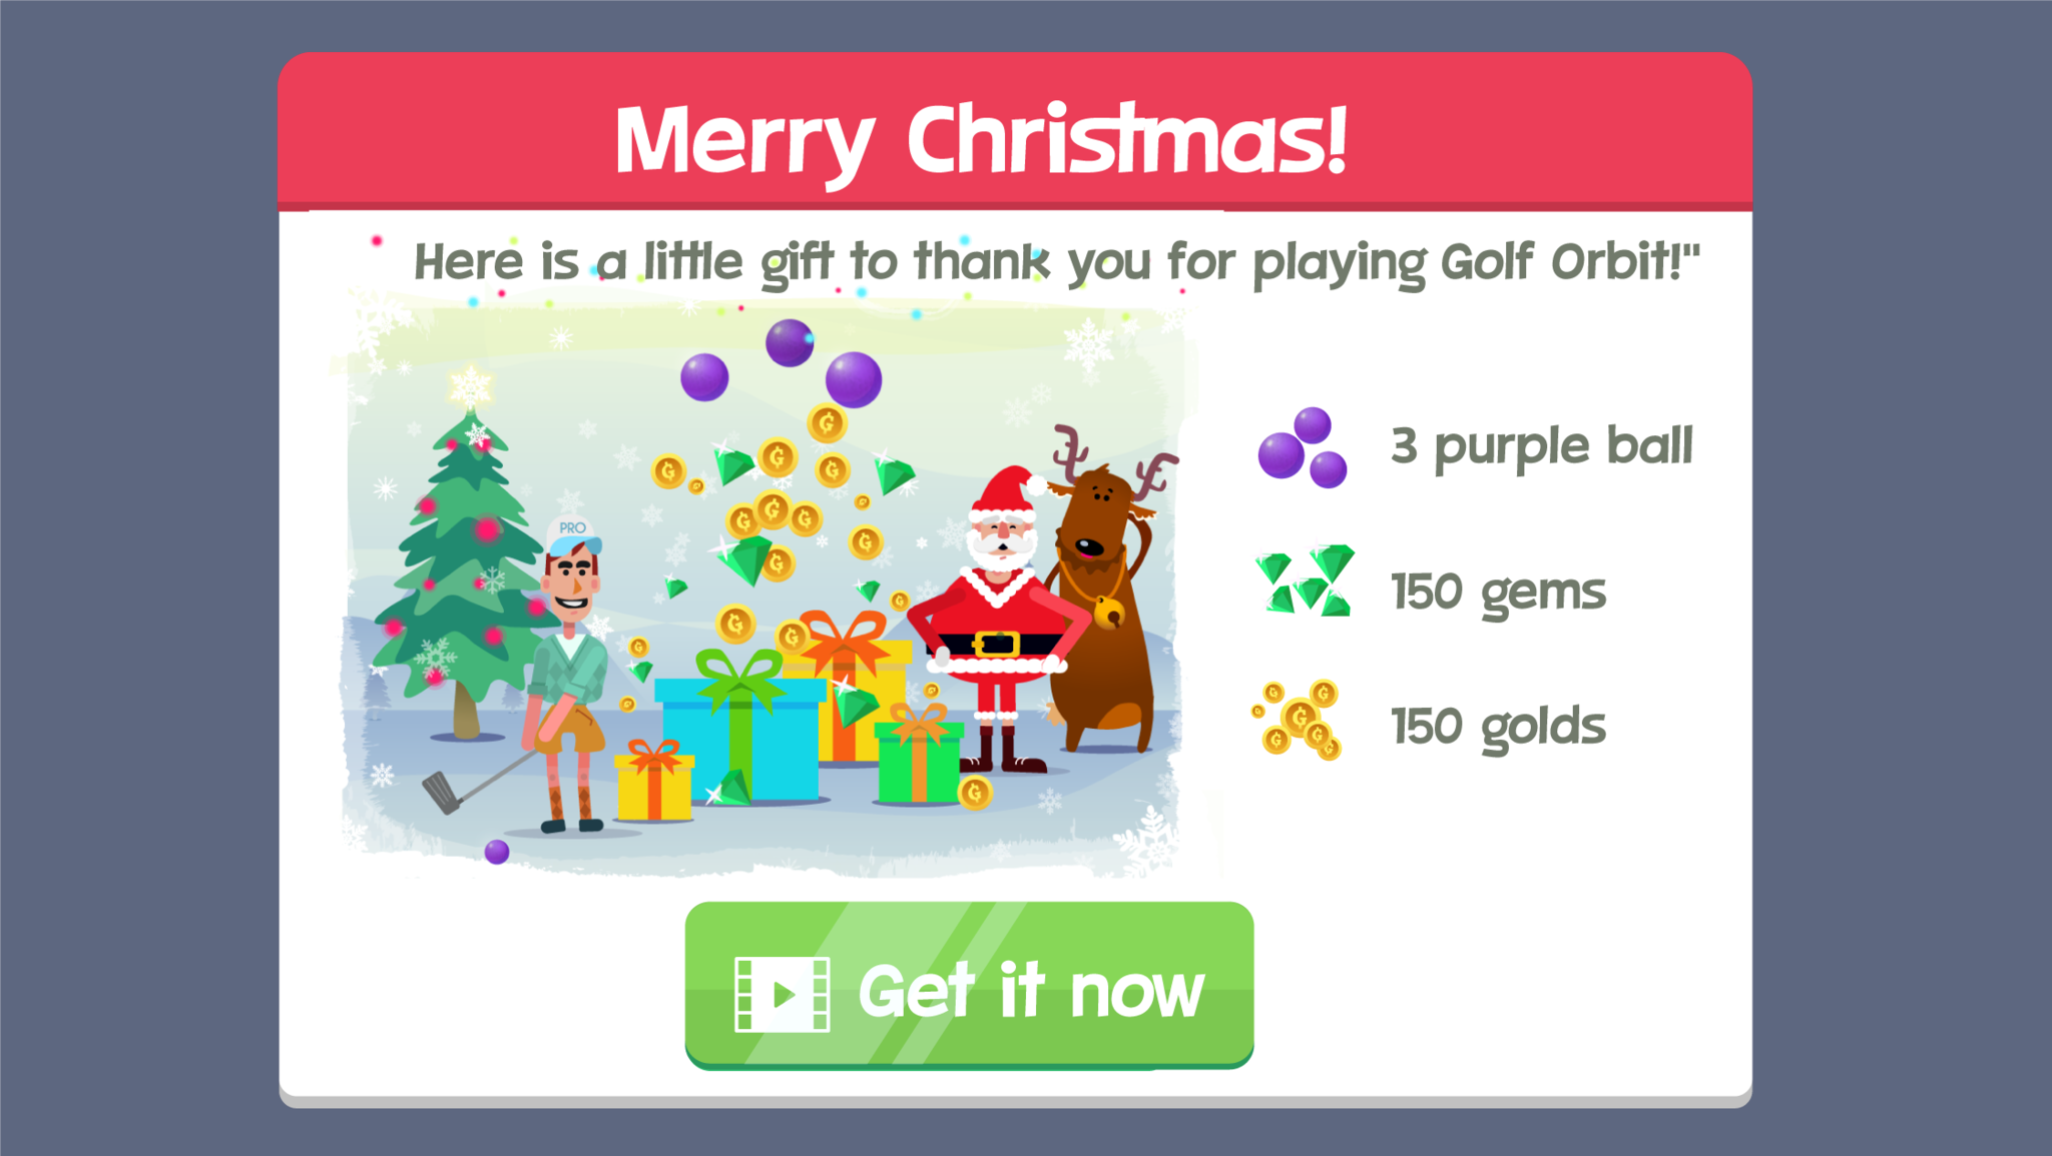 Merry Christmas!
Here is a little gift to thank you for playing Golf Orbit!"
3 purple ball
PRO
150 gems
150 golds
Get it now